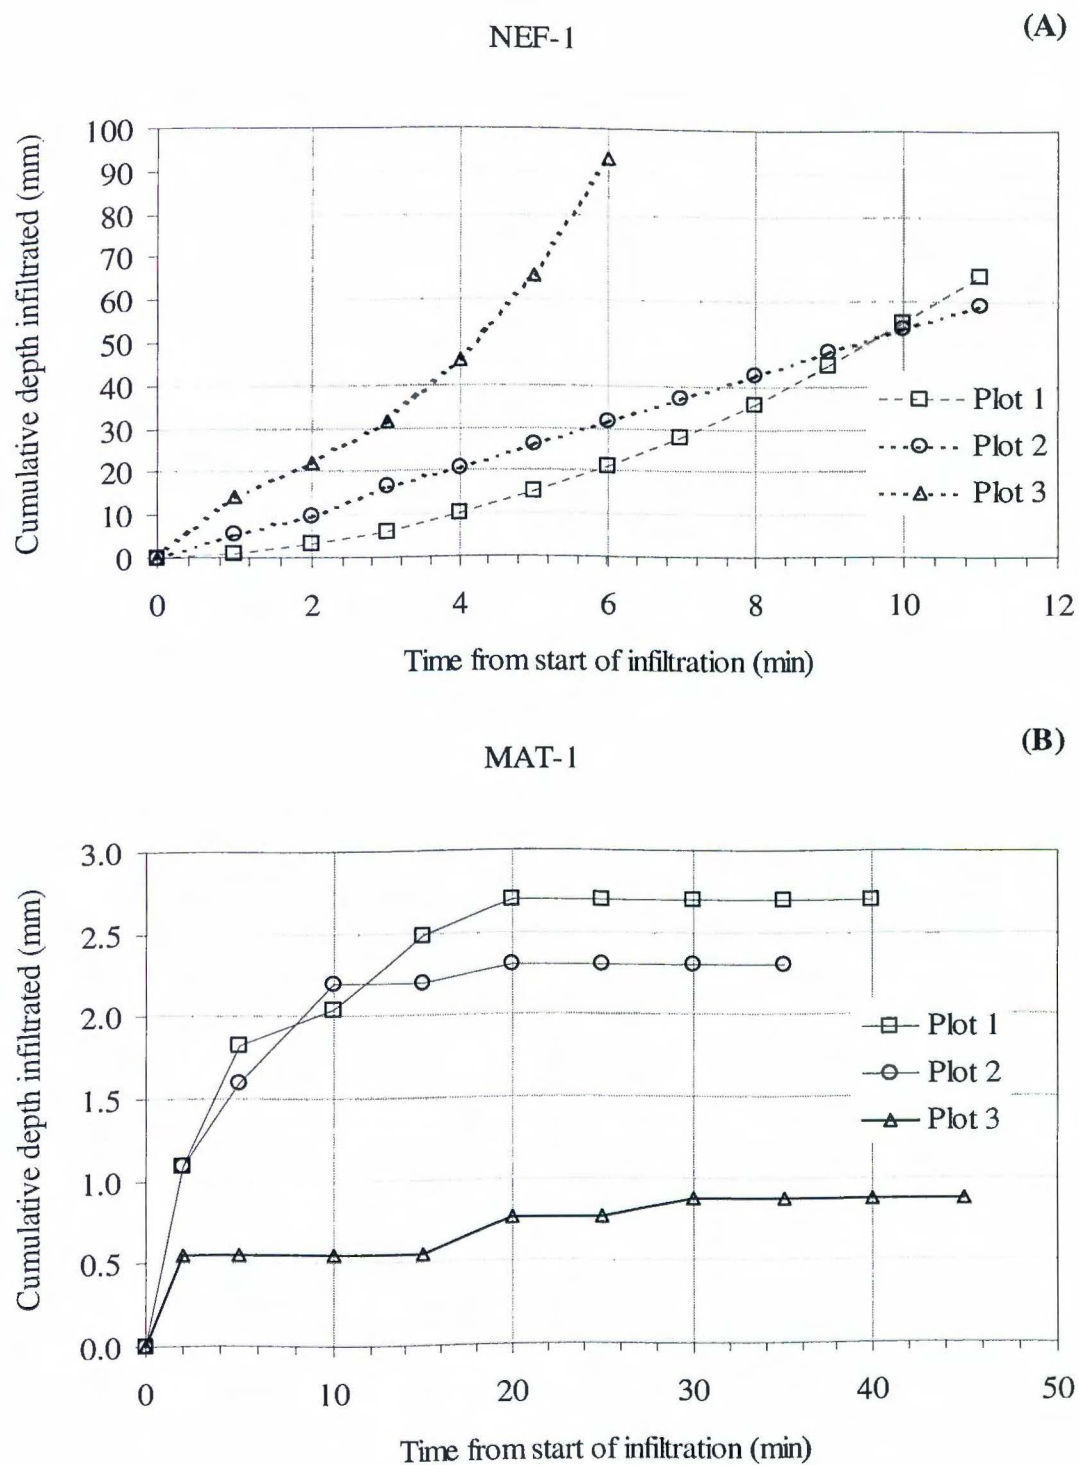 (A)
NEF-1
Cumulative depth infiltrated (mm)
100
90
80
70
60
50
40
30
20
10
0
Plot 1
Plot 2
Plot 3
0 2 4 6 8 10 12
Time from start of infiltration (min)
(B)
MAT-1
Cumulative depth infiltrated (mm)
3.0
2.5
2.0
1.5
1.0
0.5
0.0
Plot 1
Plot 2
Plot 3
0 10 20 30 40 50
Time from start of infiltration (min)